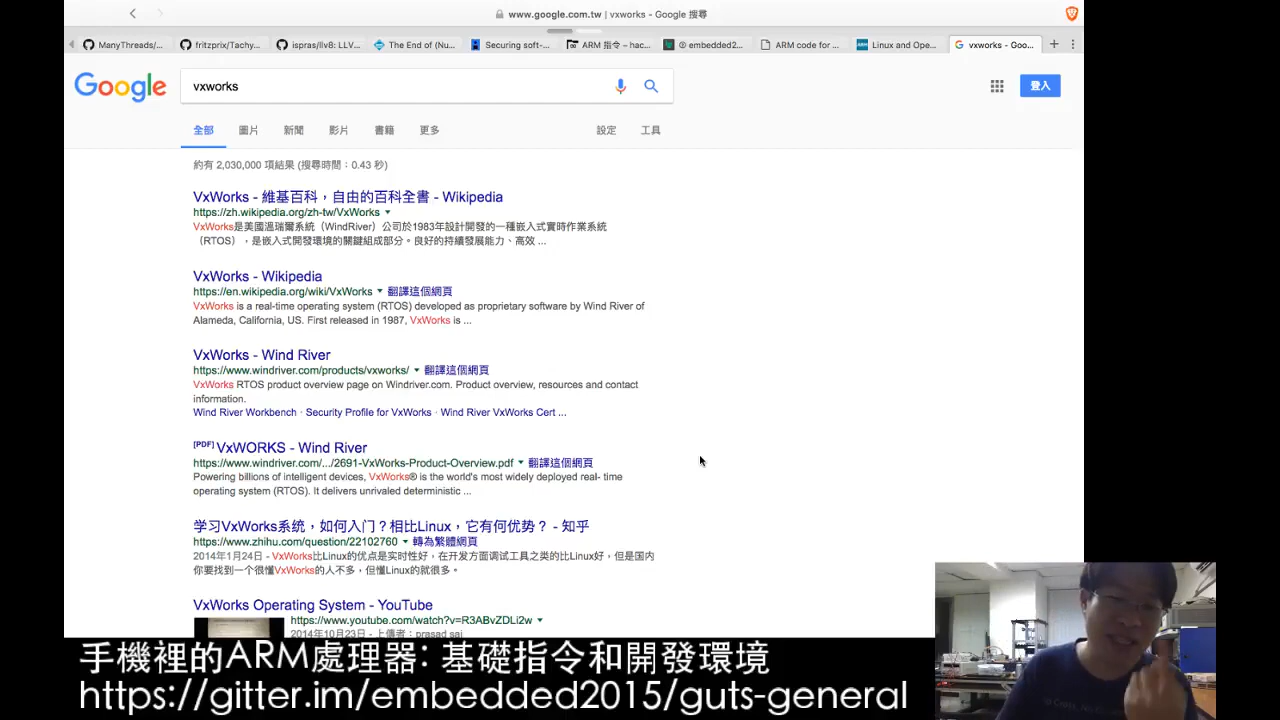 www.google.com.tw | vxworks - Google 搜尋
ManyThreads/...
fritzprix/Tachy...
ispras/llv8: LLV...
The End of (Nu...
Securing soft-...
ARM 指令 – hac...
embedded2...
ARM code for ...
Linux and Ope...
vxworks - Goo...
Google
vxworks
登入
全部 圖片 新聞 影片 書籍 更多 設定 工具
約有 2,030,000 項結果 (搜尋時間：0.43 秒)
VxWorks - 維基百科，自由的百科全書 - Wikipedia
https://zh.wikipedia.org/zh-tw/VxWorks
VxWorks是美國溫瑞爾系統（WindRiver）公司於1983年設計開發的一種嵌入式實時作業系統
（RTOS），是嵌入式開發環境的關鍵組成部分。良好的持續發展能力、高效 ...
VxWorks - Wikipedia
https://en.wikipedia.org/wiki/VxWorks 翻譯這個網頁
VxWorks is a real-time operating system (RTOS) developed as proprietary software by Wind River of
Alameda, California, US. First released in 1987, VxWorks is ...
VxWorks - Wind River
https://www.windriver.com/products/vxworks/ 翻譯這個網頁
VxWorks RTOS product overview page on Windriver.com. Product overview, resources and contact
information.
Wind River Workbench · Security Profile for VxWorks · Wind River VxWorks Cert ...
[PDF] VxWORKS - Wind River
https://www.windriver.com/.../2691-VxWorks-Product-Overview.pdf 翻譯這個網頁
Powering billions of intelligent devices, VxWorks® is the world's most widely deployed real- time
operating system (RTOS). It delivers unrivaled deterministic ...
学习VxWorks系统，如何入门？相比Linux，它有何优势？ - 知乎
https://www.zhihu.com/question/22102760 轉為繁體網頁
2014年1月24日 - VxWorks比Linux的优点是实时性好，在开发方面调试工具之类的比Linux好，但是国内
你要找到一个很懂VxWorks的人不多，但懂Linux的就很多。
VxWorks Operating System - YouTube
https://www.youtube.com/watch?v=R3ABvZDLi2w
2014年10月23日 - 上傳者：prasad sai
手機裡的ARM處理器: 基礎指令和開發環境
https://gitter.im/embedded2015/guts-general